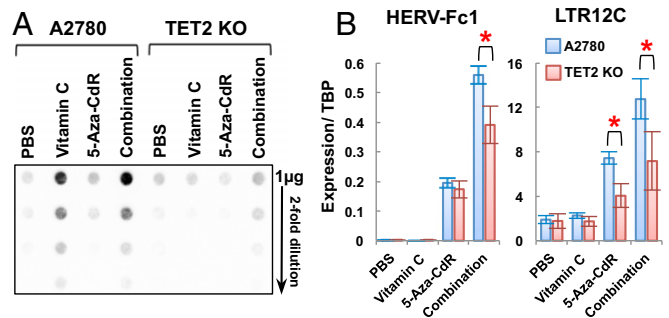 A
A2780 TET2 KO
PBS Vitamin C 5-Aza-CdR Combination PBS Vitamin C 5-Aza-CdR Combination
1μg
2-fold dilution
B
HERV-Fc1
*
Expression/ TBP
0.6
0.5
0.4
0.3
0.2
0.1
0
PBS Vitamin C 5-Aza-CdR Combination
LTR12C
A2780
TET2 KO
* *
16
12
8
4
0
PBS Vitamin C 5-Aza-CdR Combination